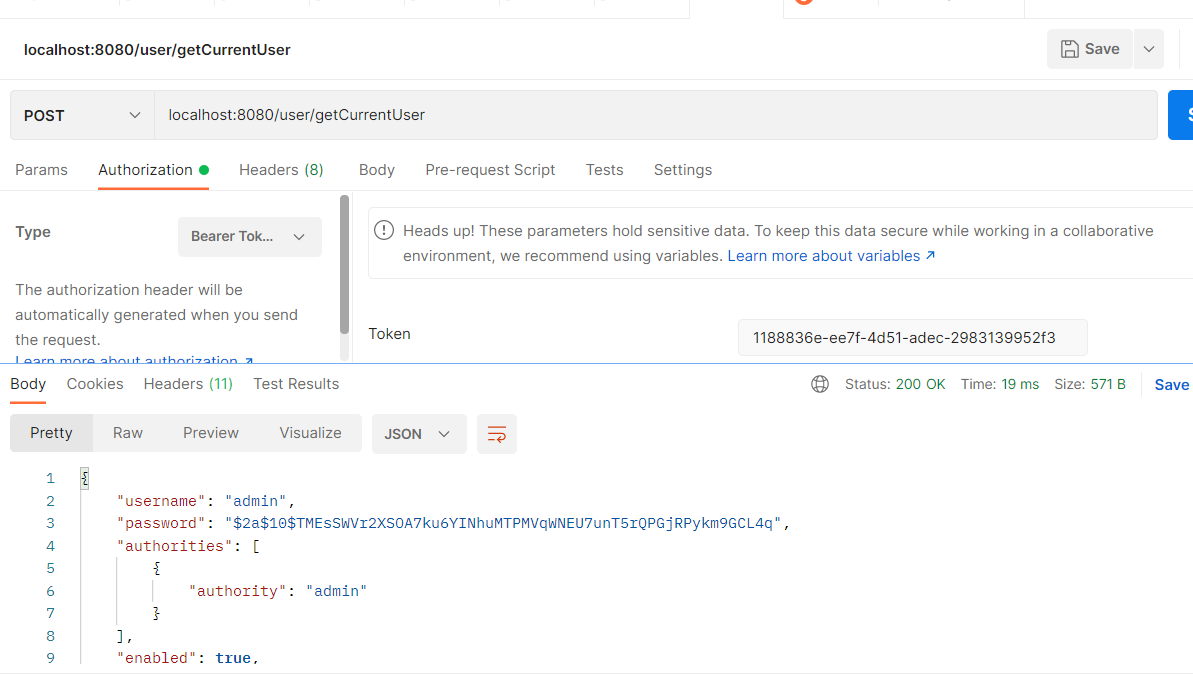 localhost:8080/user/getCurrentUser
Save
POST
localhost:8080/user/getCurrentUser
Params
Authorization
Headers (8)
Body
Pre-request Script
Tests
Settings
Type
Bearer Tok...
Heads up! These parameters hold sensitive data. To keep this data secure while working in a collaborative
environment, we recommend using variables. Learn more about variables ↗
The authorization header will be
automatically generated when you send
the request.
Learn more about authorization ↗
Token
1188836e-ee7f-4d51-adec-2983139952f3
Body
Cookies
Headers (11)
Test Results
Status: 200 OK
Time: 19 ms
Size: 571 B
Save
Pretty
Raw
Preview
Visualize
JSON
1 {
2 "username": "admin",
3 "password": "$2a$10$TMEsSWVr2XSOA7ku6YINhuMTPMVqWNEU7unT5rQPGjRPykm9GCL4q",
4 "authorities": [
5 {
6 "authority": "admin"
7 }
8 ],
9 "enabled": true,